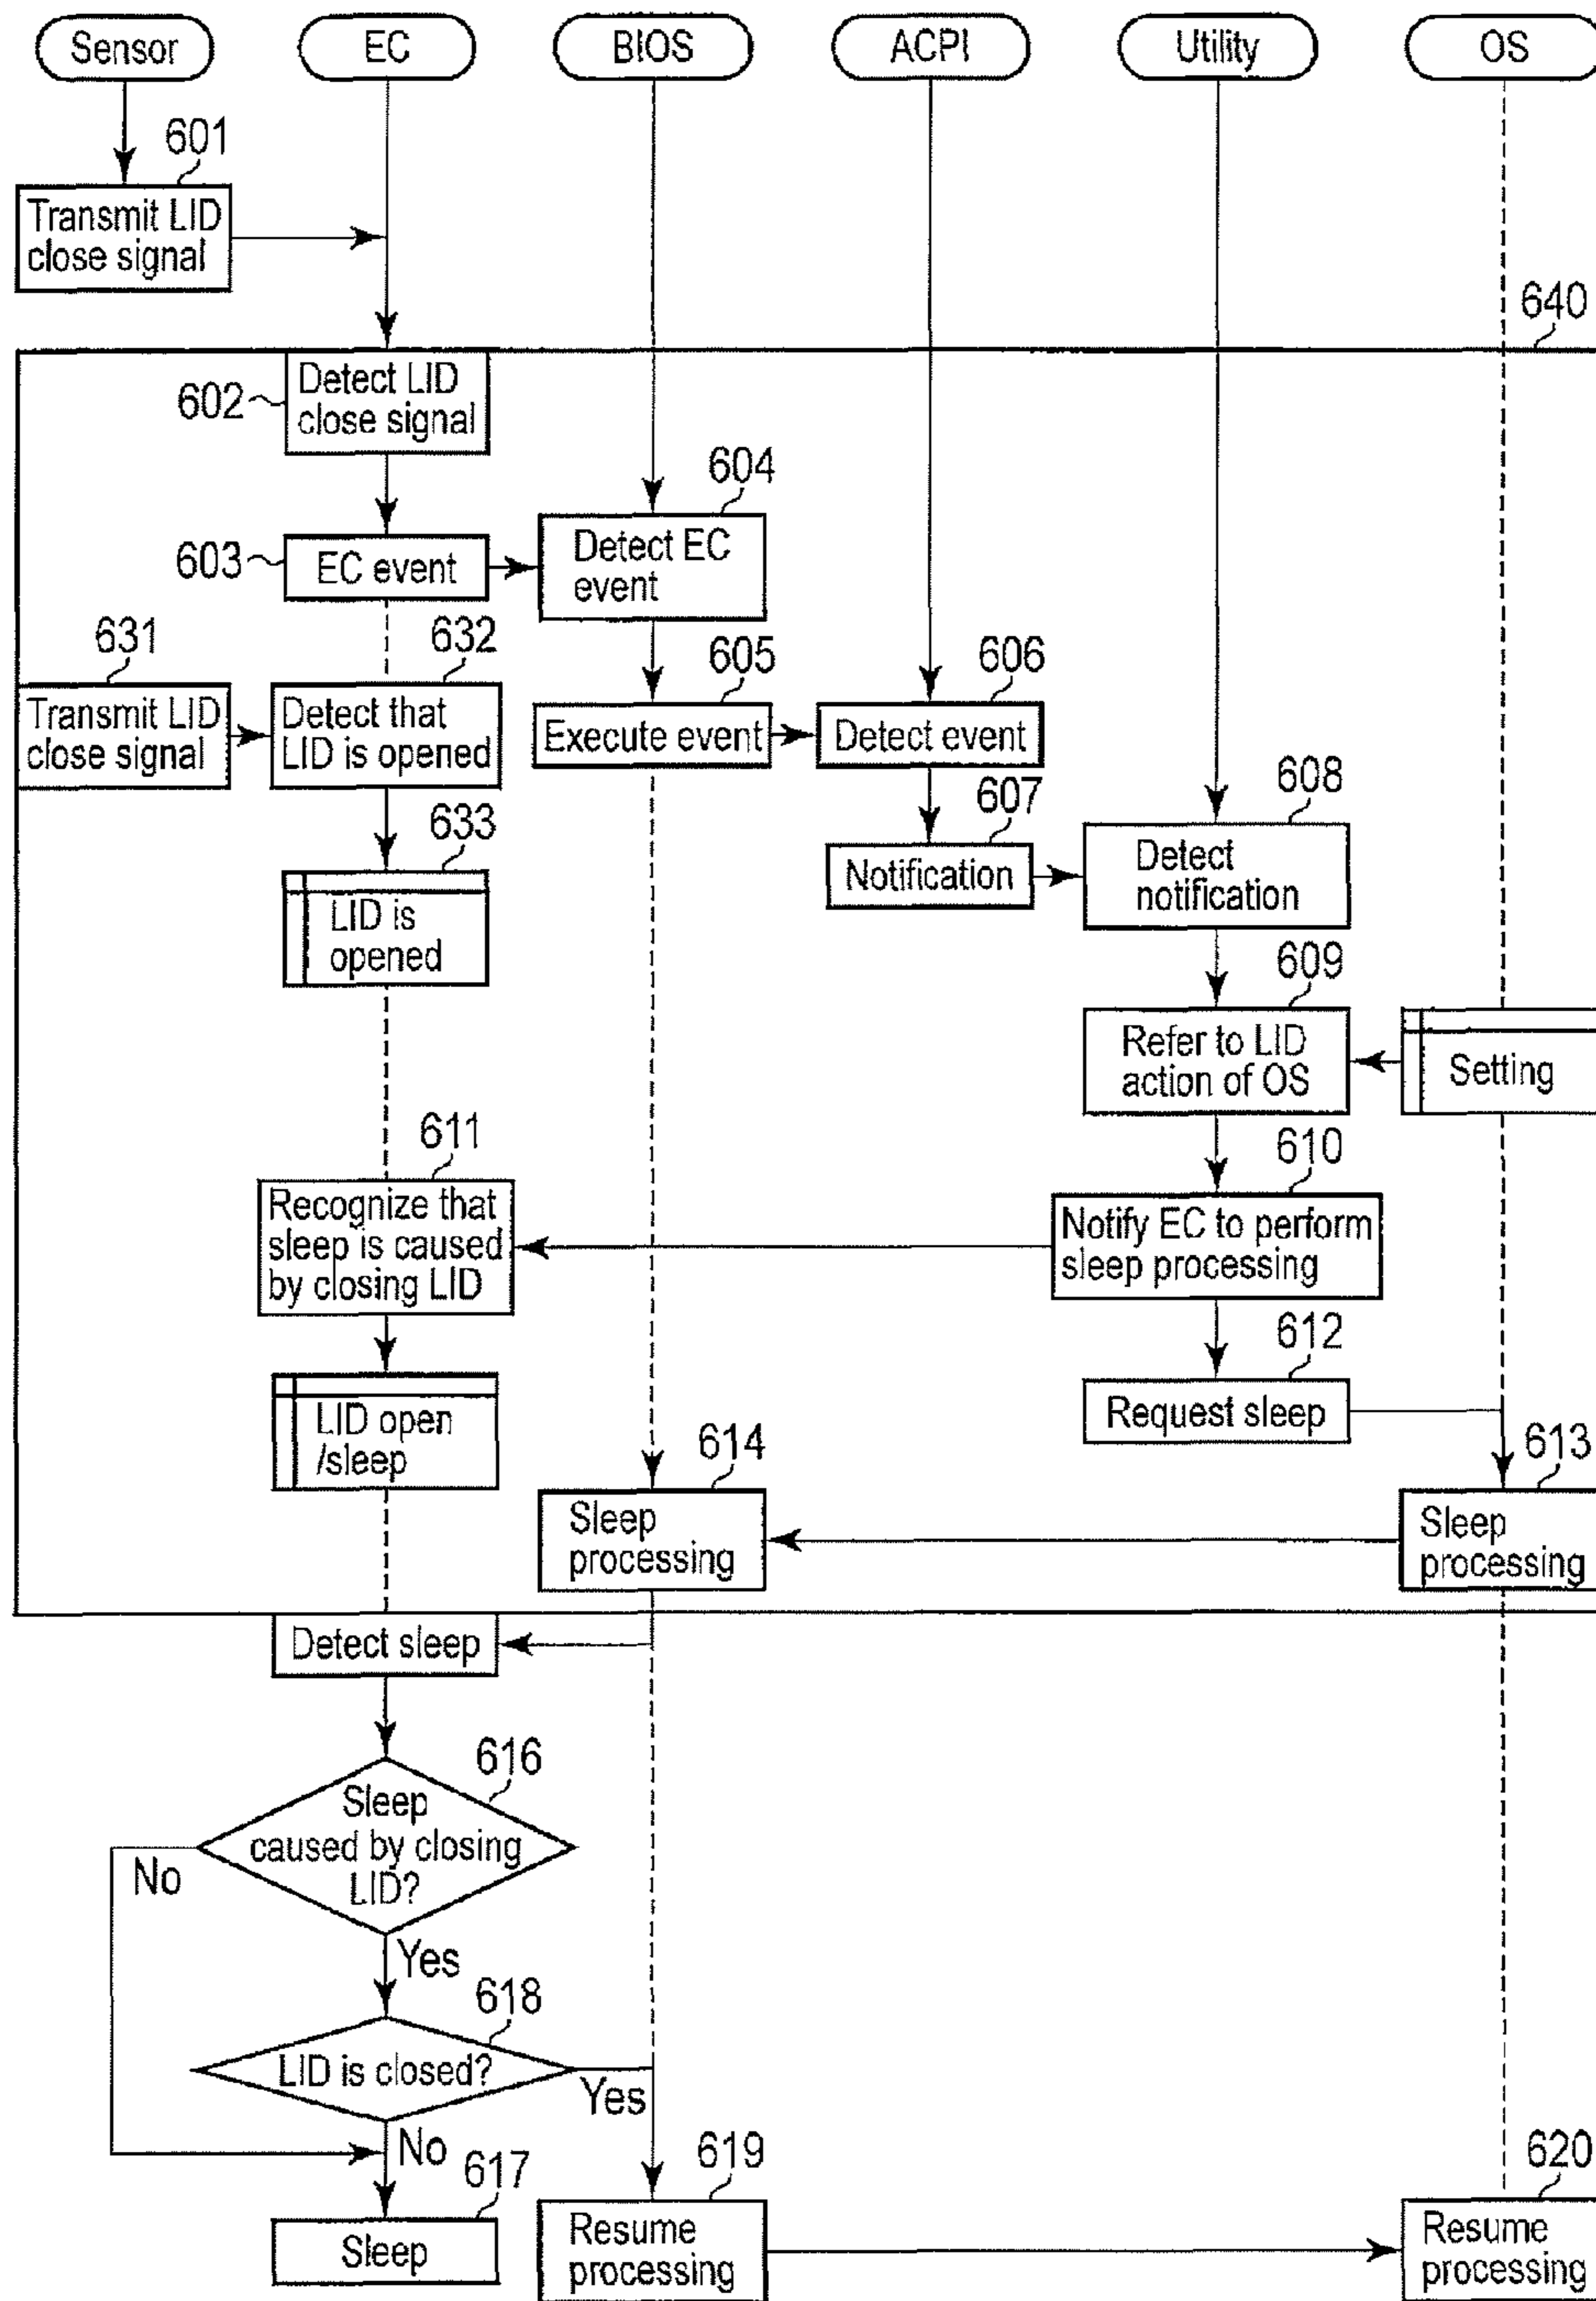 Sensor
EC
BIOS
ACPI
Utility
OS
601
Transmit LID
close signal
640
Detect LID
close signal
602
604
Detect EC
event
603
EC event
631
632
605
606
Transmit LID
close signal
Detect that
LID is opened
Execute event
Detect event
633
607
608
LID is
opened
Notification
Detect
notification
609
Refer to LID
action of OS
Setting
611
610
Recognize that
sleep is caused
by closing LID
Notify EC to perform
sleep processing
612
LID open
/sleep
Request sleep
614
613
Sleep
processing
Sleep
processing
Detect sleep
616
Sleep
caused by closing
LID?
No
Yes
618
LID is closed?
Yes
No
617
619
620
Sleep
Resume
processing
Resume
processing